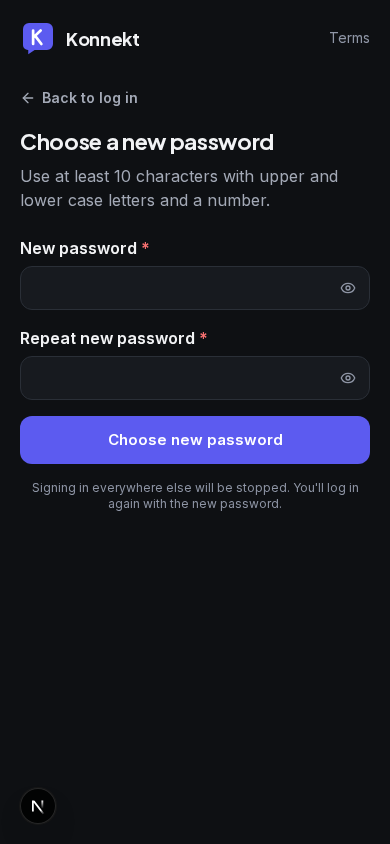 Konnekt
Terms
Back to log in
Choose a new password
Use at least 10 characters with upper and
lower case letters and a number.
New password *
Repeat new password *
Choose new password
Signing in everywhere else will be stopped. You'll log in
again with the new password.